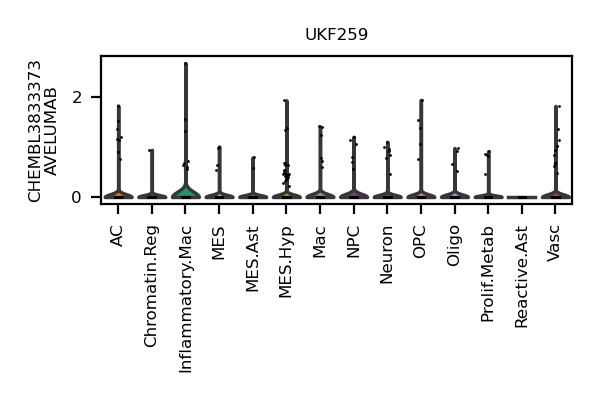 UKF259
CHEMBL3833373
AVELUMAB
2
0
AC
Chromatin.Reg
Inflammatory.Mac
MES
MES.Ast
MES.Hyp
Mac
NPC
Neuron
OPC
Oligo
Prolif.Metab
Reactive.Ast
Vasc